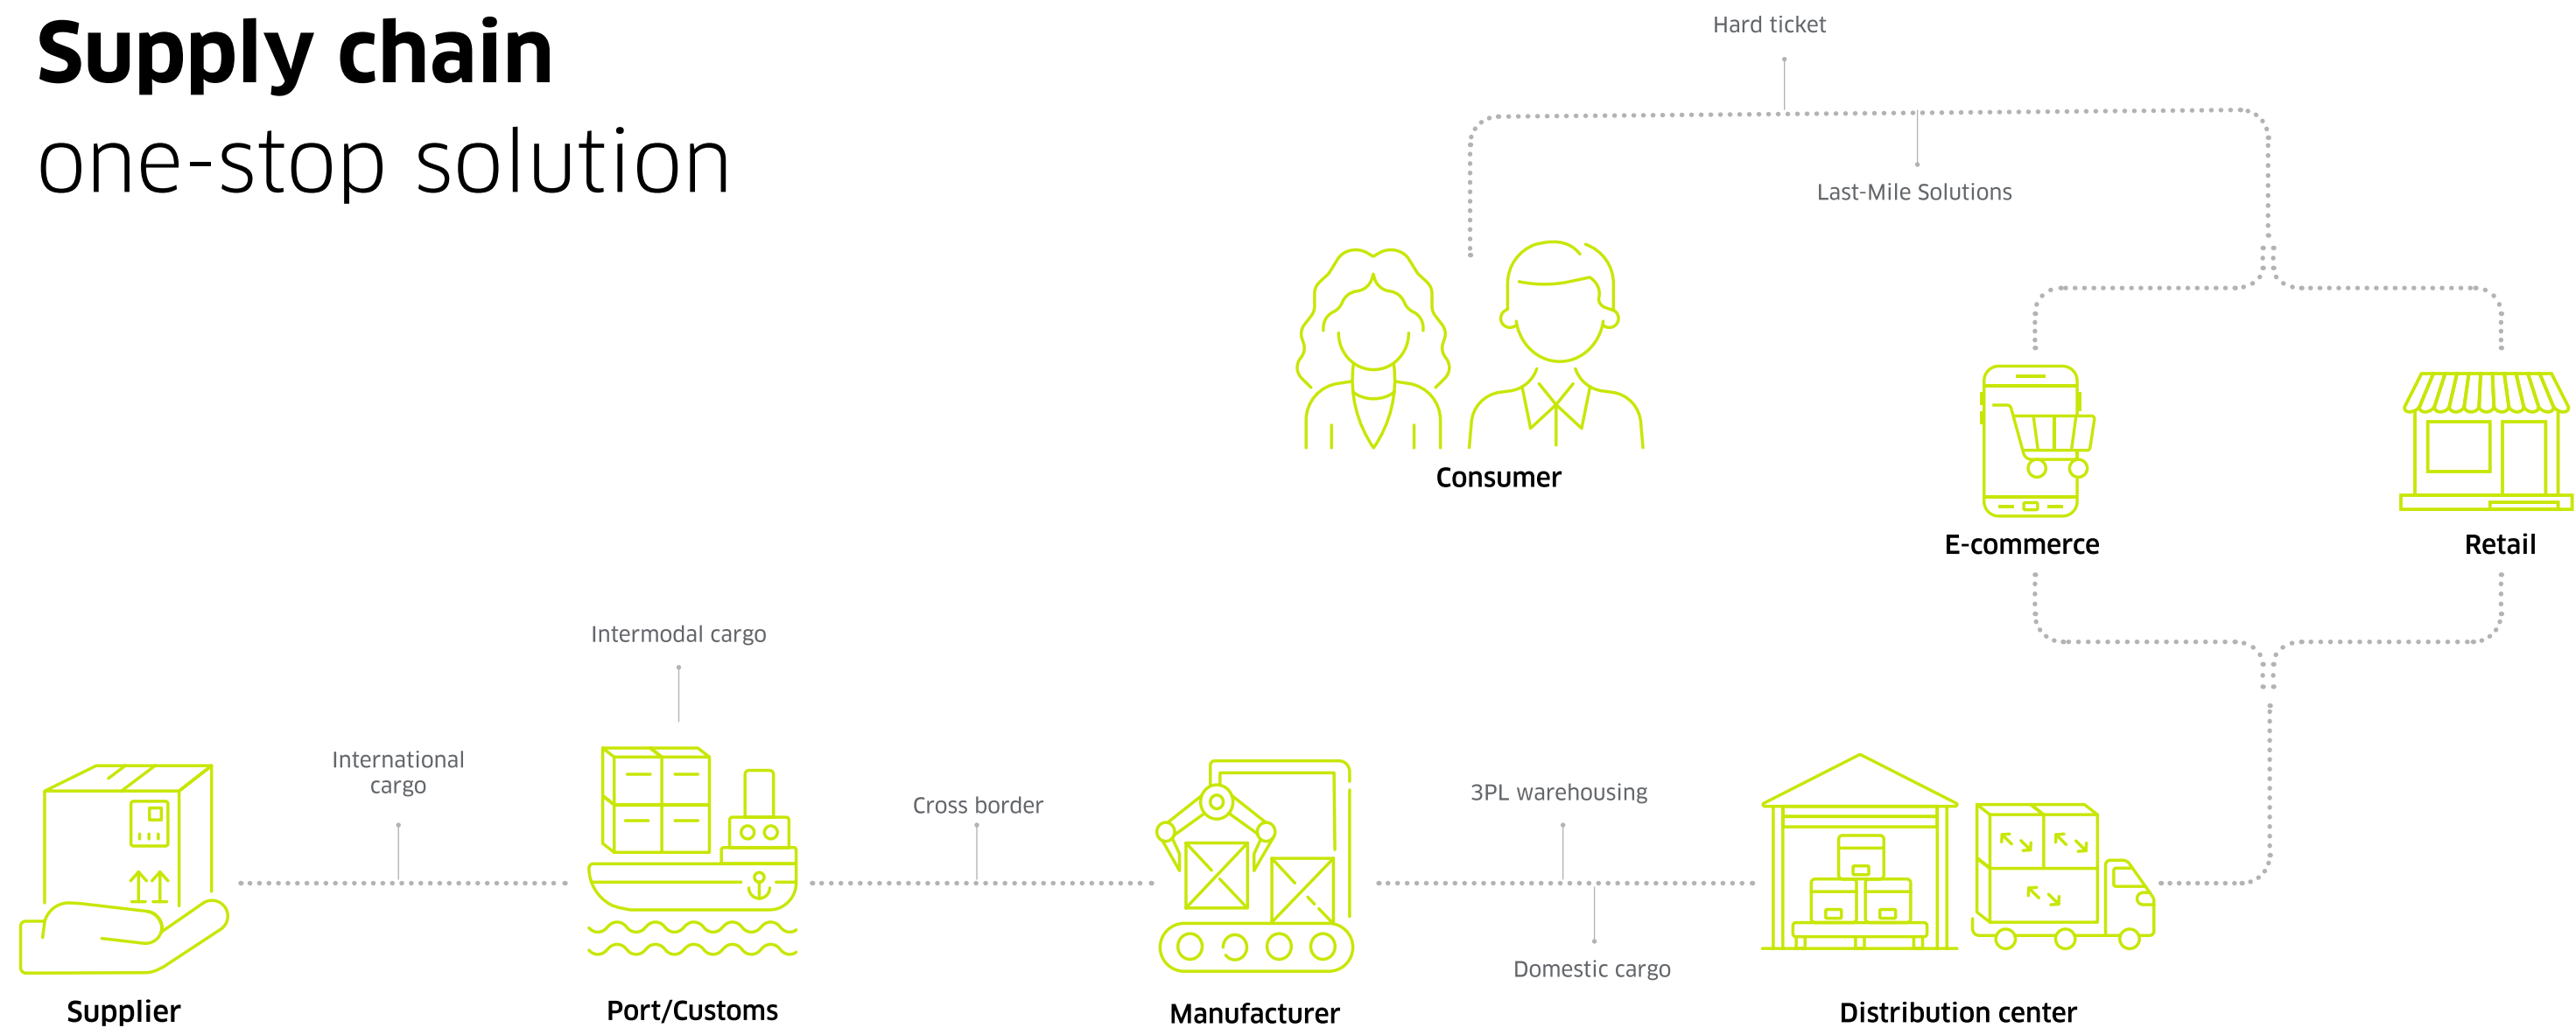 Supply chain
one-stop solution
Hard ticket
Last-Mile Solutions
Consumer
E-commerce
Retail
Intermodal cargo
International
cargo
Cross border
3PL warehousing
Domestic cargo
Supplier
Port/Customs
Manufacturer
Distribution center